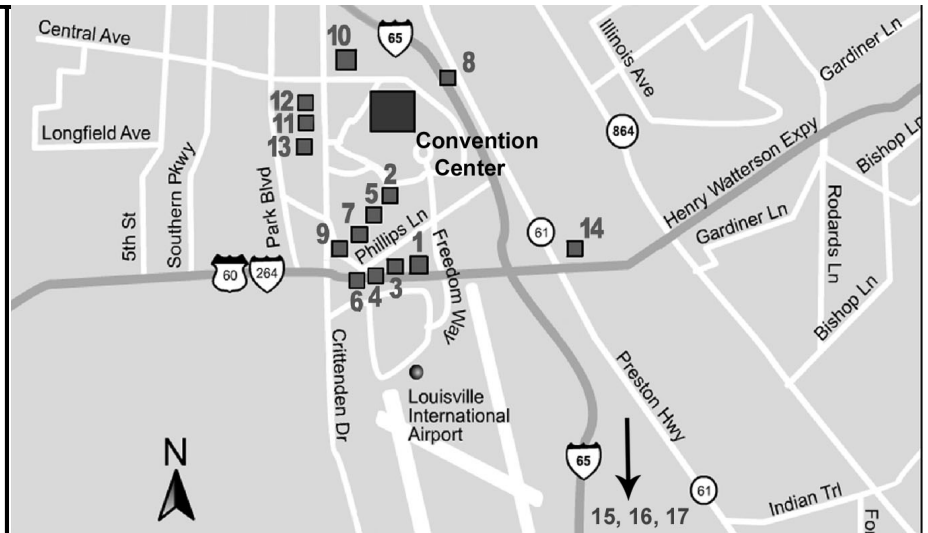 Central Ave
10
65
8
Illinois Ave
Gardiner Ln
12
11
13
Longfield Ave
Convention
Center
864
Henry Watterson Expy
Bishop Ln
5th St
Southern Pkwy
Park Blvd
2
5
7
9
Phillips Ln
1
Freedom Way
61
14
Gardiner Ln
Rodards Ln
60
264
6
4
3
Bishop Ln
Crittenden Dr
Louisville
International
Airport
Preston Hwy
N
65
61
15, 16, 17
Indian Trl